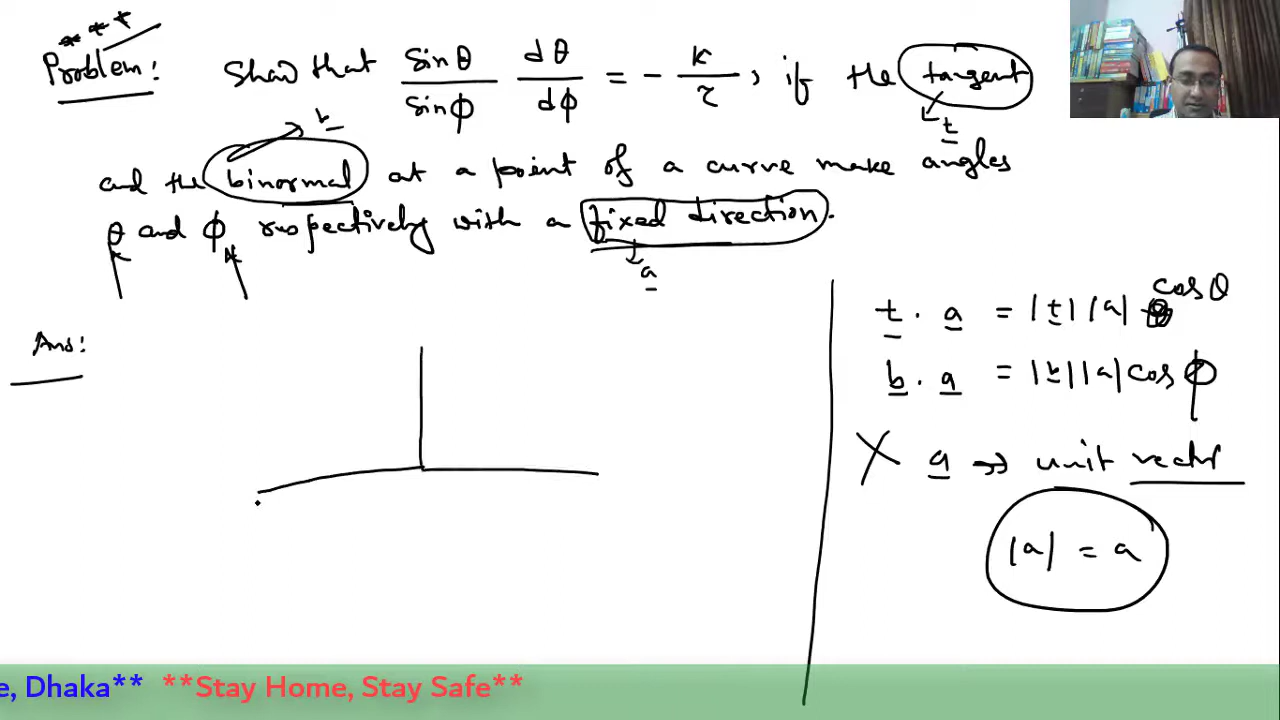 *** Problem: Show that sinθ/sinϕ dθ/dϕ = - κ/τ, if the tangent
t
b
and the binormal at a point of a curve make angles
θ and ϕ respectively with a fixed direction.
a
Ans:
t . a = |t| |a| cosθ
b . a = |b| |a| cos ϕ
a → unit vector
|a| = a
e, Dhaka** **Stay Home, Stay Safe**